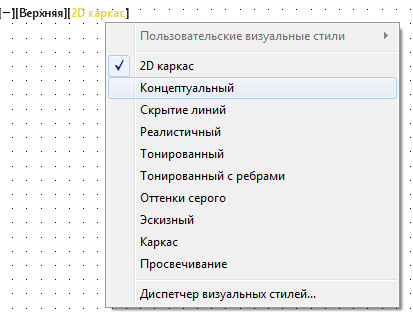 [−][Верхняя][2D каркас]
Пользовательские визуальные стили
2D каркас
Концептуальный
Скрытие линий
Реалистичный
Тонированный
Тонированный с ребрами
Оттенки серого
Эскизный
Каркас
Просвечивание
Диспетчер визуальных стилей...